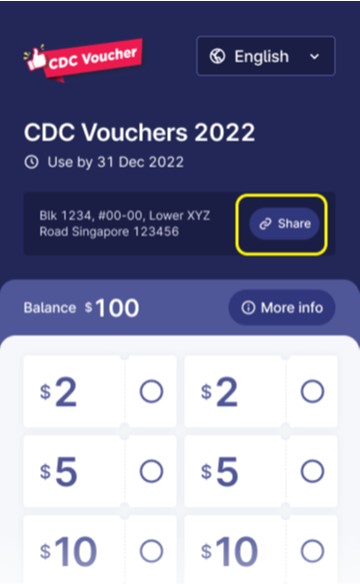 CDC Voucher
English
CDC Vouchers 2022
Use by 31 Dec 2022
Blk 1234, #00-00, Lower XYZ
Road Singapore 123456
Share
Balance $100
More info
$2 $2
$5 $5
$10 $10